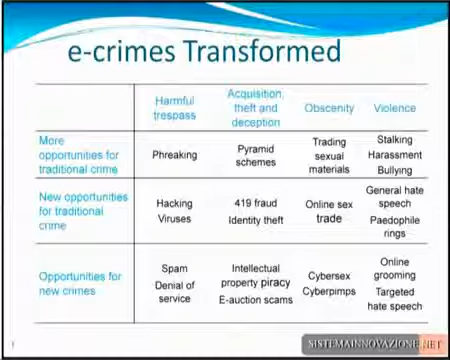 e-crimes Transformed
Harmful
trespass
Acquisition,
theft and
deception
Obscenity
Violence
More
opportunities for
traditional crime
Phreaking
Pyramid
schemes
Trading
sexual
materials
Stalking
Harassment
Bullying
New opportunities
for traditional
crime
Hacking
Viruses
419 fraud
Identity theft
Online sex
trade
General hate
speech
Paedophile
rings
Opportunities for
new crimes
Spam
Denial of
service
Intellectual
property piracy
E-auction scams
Cybersex
Cyberpimps
Online
grooming
Targeted
hate speech
SISTEMAINNOVAZIONE.NET